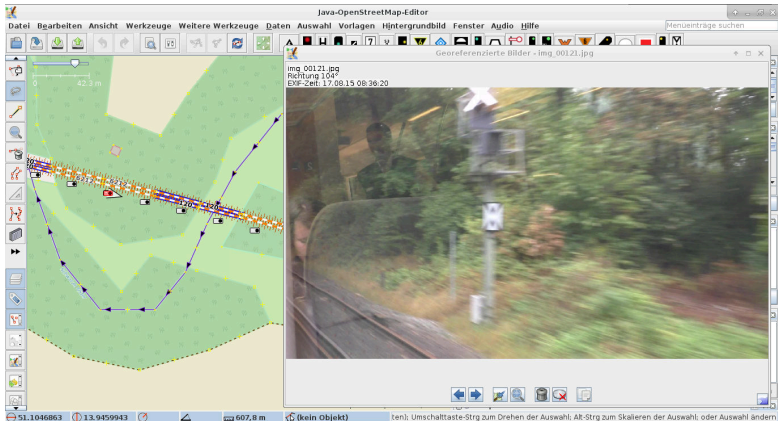 Java-OpenStreetMap-Editor
Datei Bearbeiten Ansicht Werkzeuge Weitere Werkzeuge Daten Auswahl Vorlagen Hintergrundbild Fenster Audio Hilfe
Menüeinträge suchen
Georeferenzierte Bilder - img_00121.jpg
img_00121.jpg
Richtung 104°
EXIF-Zeit: 17.08.15 08:36:20
0 42,3 m
51.1046863 13.9459943 607,8 m (kein Objekt) ten); Umschalttaste-Strg zum Drehen der Auswahl; Alt-Strg zum Skalieren der Auswahl; oder Auswahl ändern